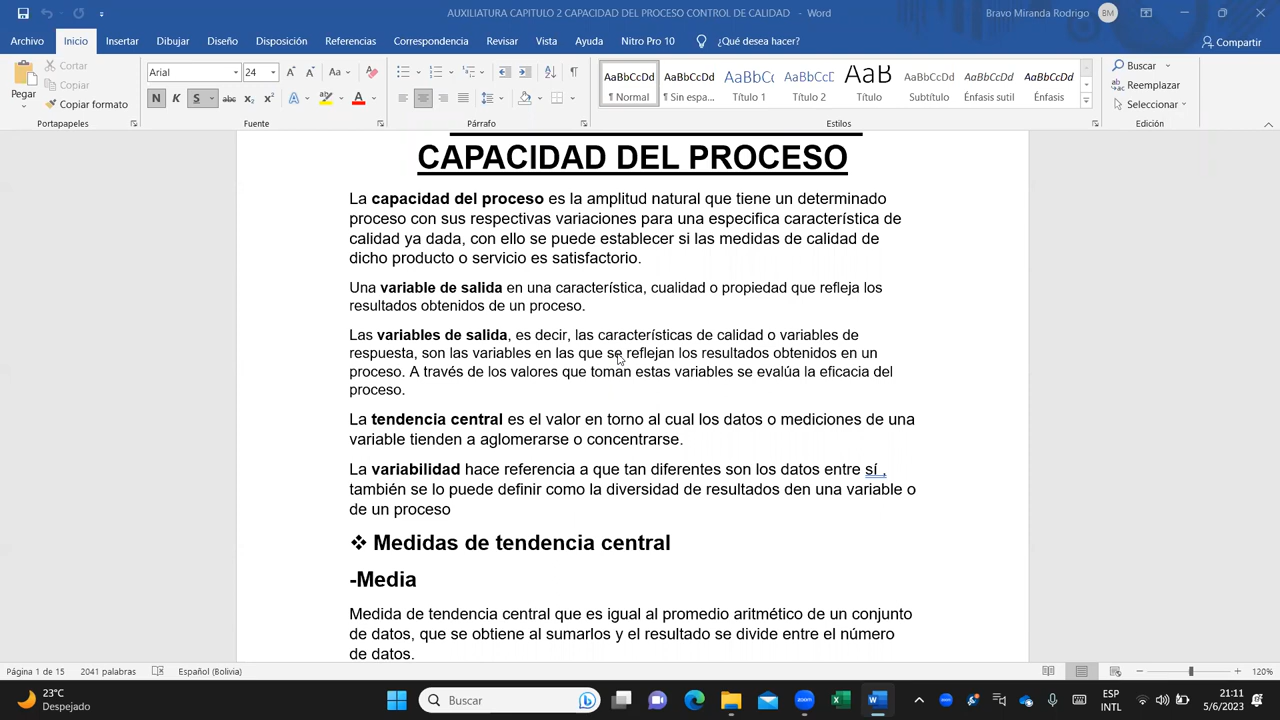 AUXILIATURA CAPITULO 2 CAPACIDAD DEL PROCESO CONTROL DE CALIDAD - Word
Bravo Miranda Rodrigo BM
Archivo Inicio Insertar Dibujar Diseño Disposición Referencias Correspondencia Revisar Vista Ayuda Nitro Pro 10 ¿Qué desea hacer? Compartir
Pegar
Cortar
Copiar
Copiar formato
Portapapeles
Arial 24
Aa
N K S abc x₂ x² A A
Fuente
Párrafo
AaBbCcDd AaBbCcDd AaBbCc AaBbCcD AaB AaBbCcD AaBbCcDd AaBbCcDd
¶ Normal ¶ Sin espa... Título 1 Título 2 Título Subtítulo Énfasis sutil Énfasis
Estilos
Buscar
Reemplazar
Seleccionar
Edición
CAPACIDAD DEL PROCESO
La capacidad del proceso es la amplitud natural que tiene un determinado
proceso con sus respectivas variaciones para una especifica característica de
calidad ya dada, con ello se puede establecer si las medidas de calidad de
dicho producto o servicio es satisfactorio.
Una variable de salida en una característica, cualidad o propiedad que refleja los
resultados obtenidos de un proceso.
Las variables de salida, es decir, las características de calidad o variables de
respuesta, son las variables en las que se reflejan los resultados obtenidos en un
proceso. A través de los valores que toman estas variables se evalúa la eficacia del
proceso.
La tendencia central es el valor en torno al cual los datos o mediciones de una
variable tienden a aglomerarse o concentrarse.
La variabilidad hace referencia a que tan diferentes son los datos entre sí ,
también se lo puede definir como la diversidad de resultados den una variable o
de un proceso
❖ Medidas de tendencia central
-Media
Medida de tendencia central que es igual al promedio aritmético de un conjunto
de datos, que se obtiene al sumarlos y el resultado se divide entre el número
de datos.
Página 1 de 15 2041 palabras Español (Bolivia) 120%
23°C
Despejado
Buscar
ESP
INTL
21:11
5/6/2023